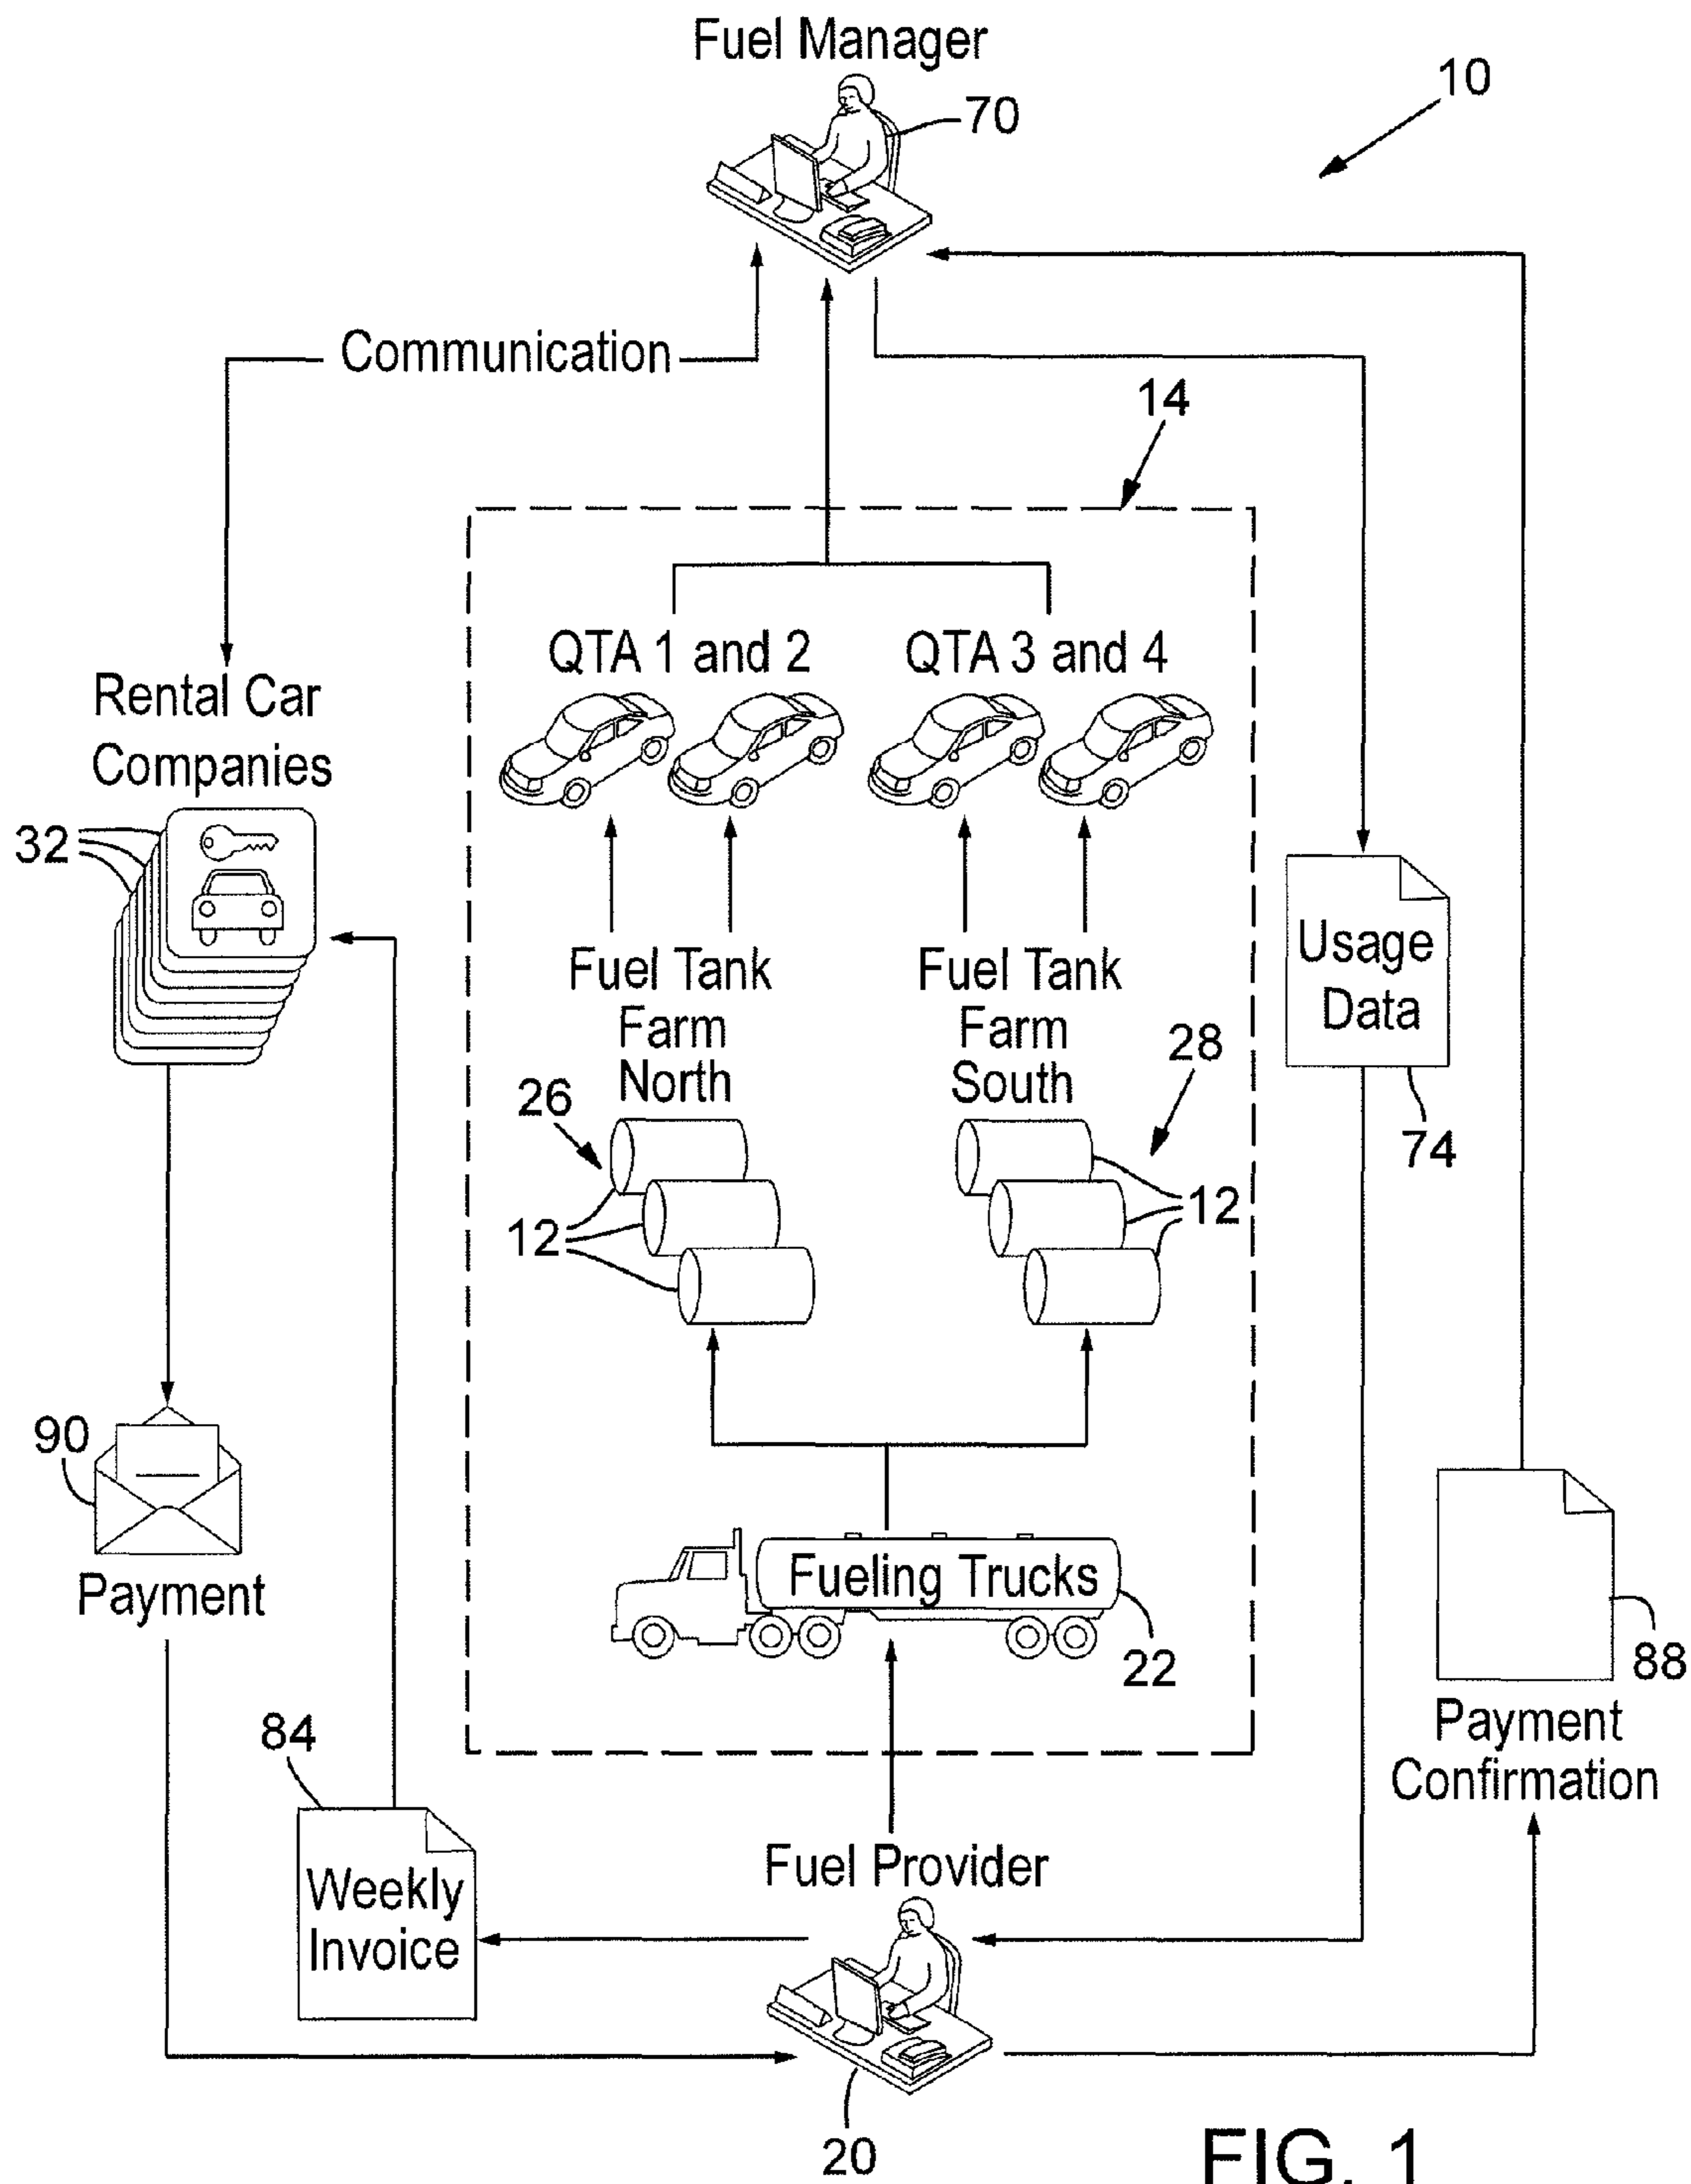 Fuel Manager
10
70
Communication
14
QTA 1 and 2
QTA 3 and 4
Rental Car
Companies
32
Fuel Tank
Farm
North
Fuel Tank
Farm
South
Usage
Data
28
26
74
12
12
90
Payment
Fueling Trucks
22
88
Payment
Confirmation
84
Fuel Provider
Weekly
Invoice
20
FIG. 1